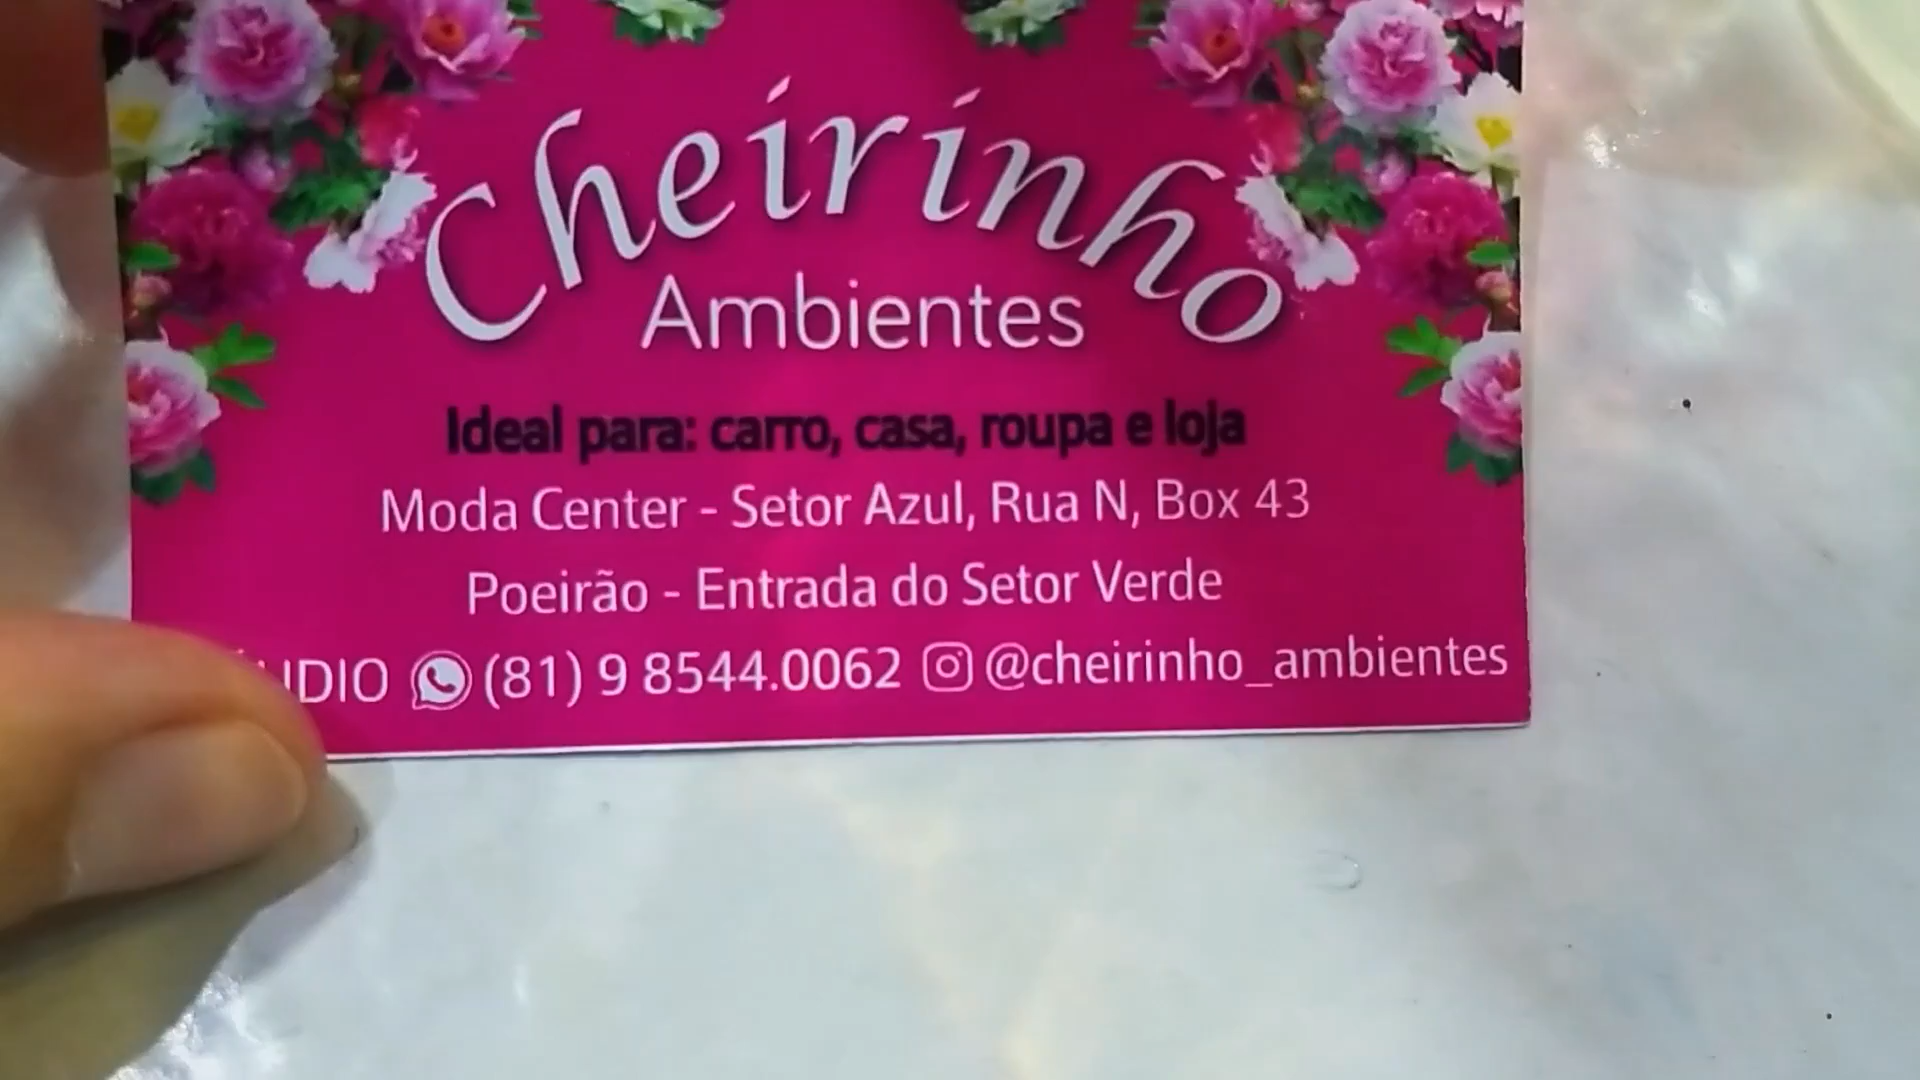 Cheirinho
Ambientes
Ideal para: carro, casa, roupa e loja
Moda Center - Setor Azul, Rua N, Box 43
Poeirão - Entrada do Setor Verde
(81) 9 8544.0062 @cheirinho_ambientes